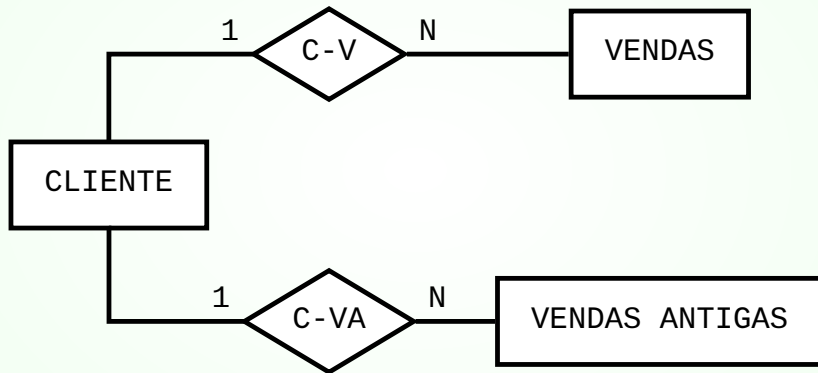 1
C-V
N
VENDAS
CLIENTE
1
C-VA
N
VENDAS ANTIGAS